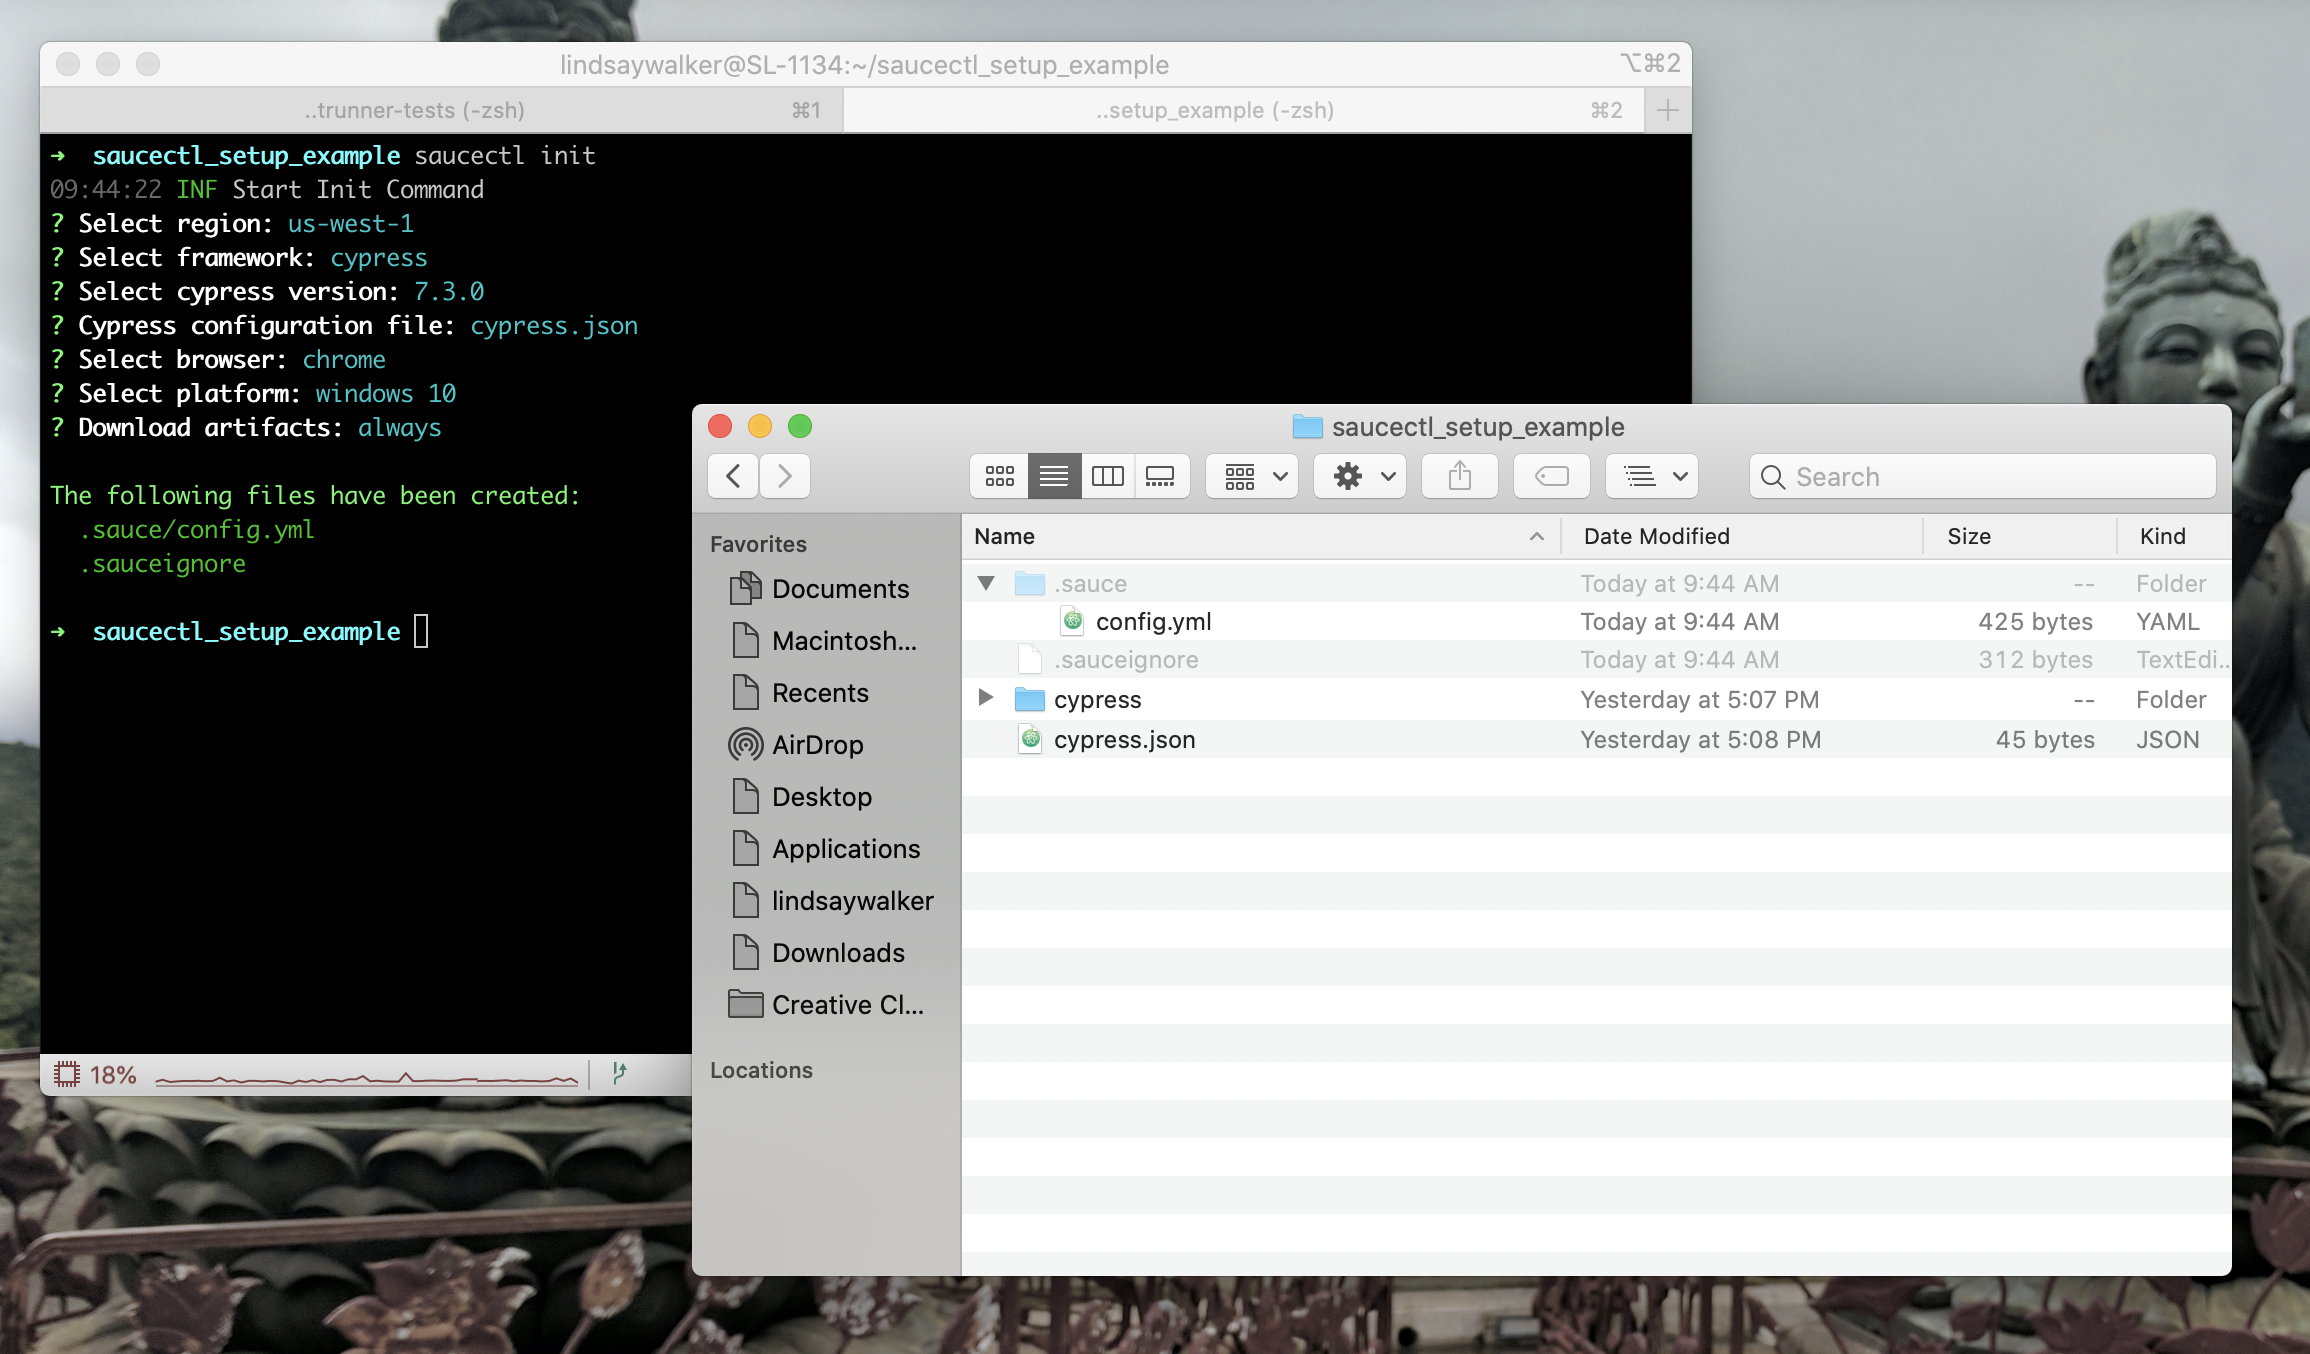 lindsaywalker@SL-1134:~/saucectl_setup_example ⌥⌘2
..trunner-tests (-zsh) ⌘1 ..setup_example (-zsh) ⌘2
➜ saucectl_setup_example saucectl init
09:44:22 INF Start Init Command
? Select region: us-west-1
? Select framework: cypress
? Select cypress version: 7.3.0
? Cypress configuration file: cypress.json
? Select browser: chrome
? Select platform: windows 10
? Download artifacts: always
The following files have been created:
.sauce/config.yml
.sauceignore
➜ saucectl_setup_example
18%
saucectl_setup_example
Search
Favorites
Documents
Macintosh...
Recents
AirDrop
Desktop
Applications
lindsaywalker
Downloads
Creative Cl...
Locations
Name Date Modified Size Kind
.sauce Today at 9:44 AM -- Folder
config.yml Today at 9:44 AM 425 bytes YAML
.sauceignore Today at 9:44 AM 312 bytes TextEdi...
cypress Yesterday at 5:07 PM -- Folder
cypress.json Yesterday at 5:08 PM 45 bytes JSON